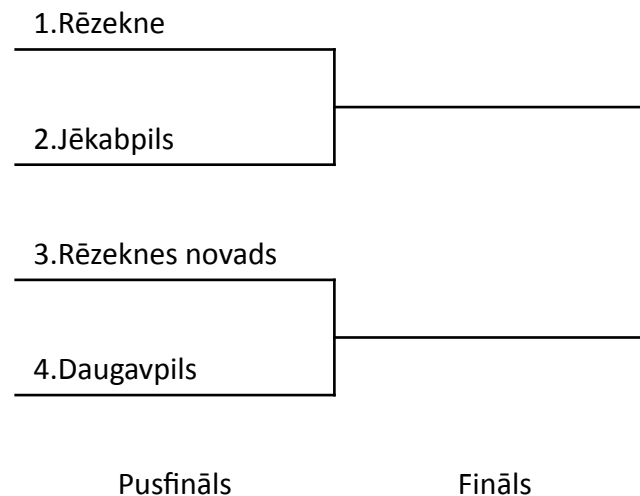 1.Rēzekne
2.Jēkabpils
3.Rēzeknes novads
4.Daugavpils
Pusfināls Fināls